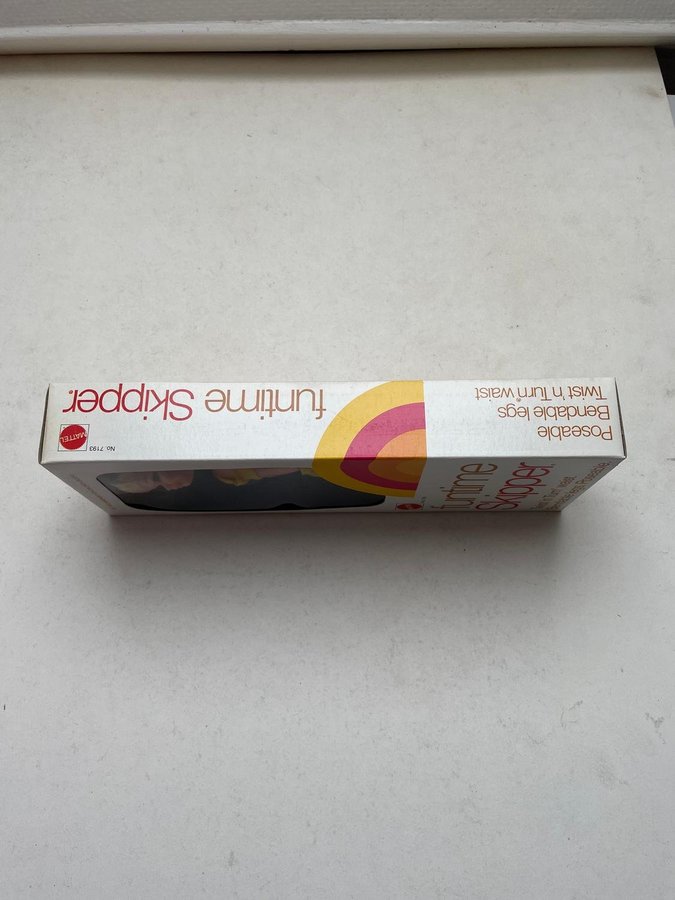 Poseable
Bendable legs
Twist 'n Turn® waist
funtime Skipper®
No. 7193
MATTEL
funtime
skipper®